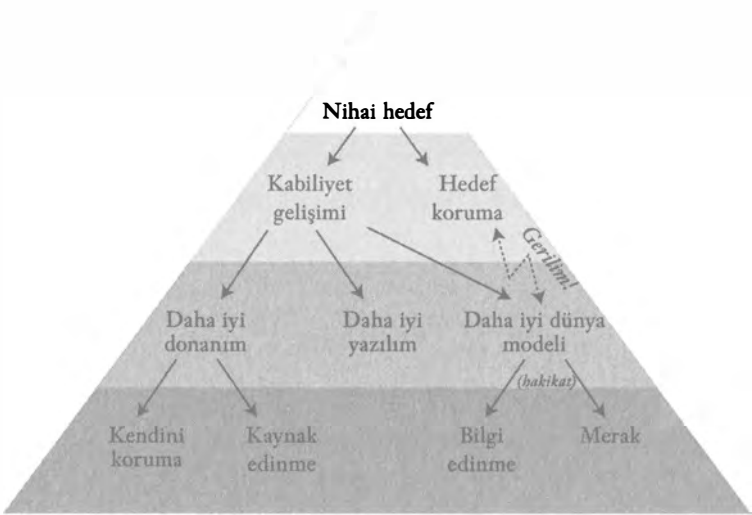 Nihai hedef
Kabiliyet
gelişimi
Hedef
koruma
Gerilim!
Daha iyi
donanım
Daha iyi
yazılım
Daha iyi dünya
modeli
(hakikat)
Kendini
koruma
Kaynak
edinme
Bilgi
edinme
Merak